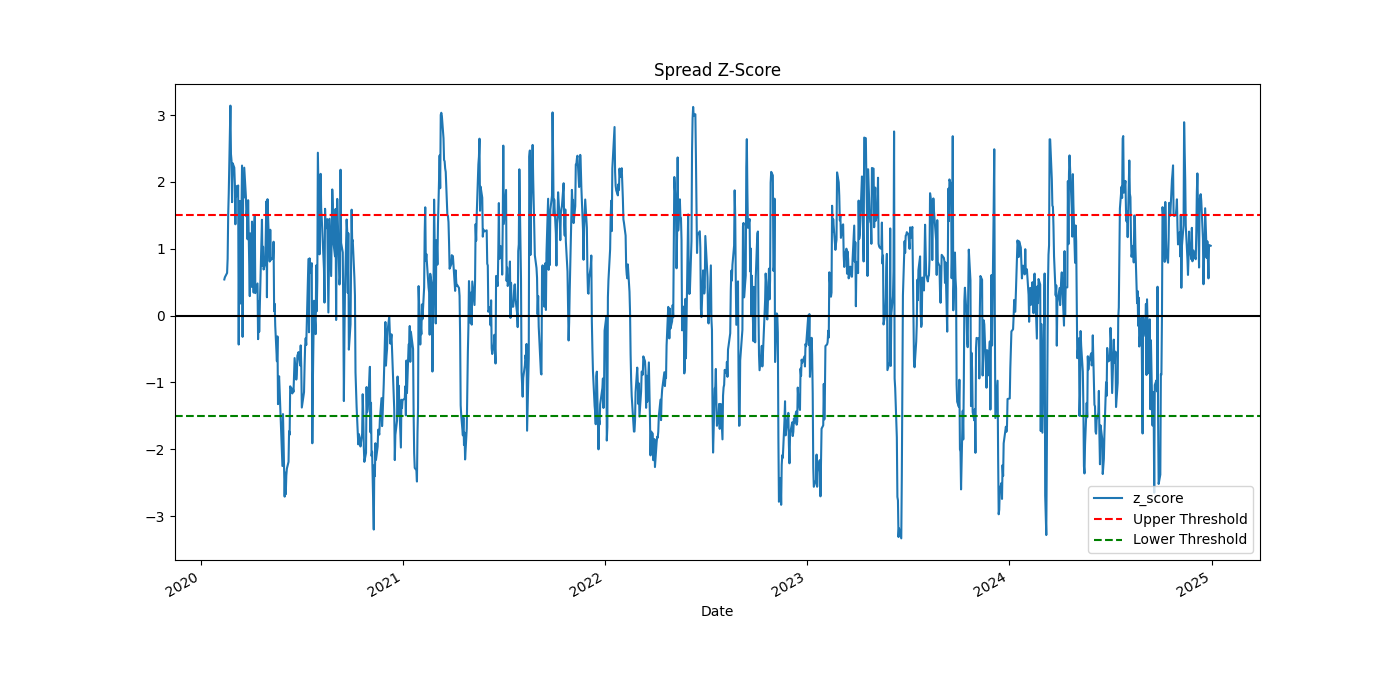 Spread Z-Score
3
2
1
0
−1
−2
−3
2020
2021
2022
2023
2024
2025
Date
z_score
Upper Threshold
Lower Threshold